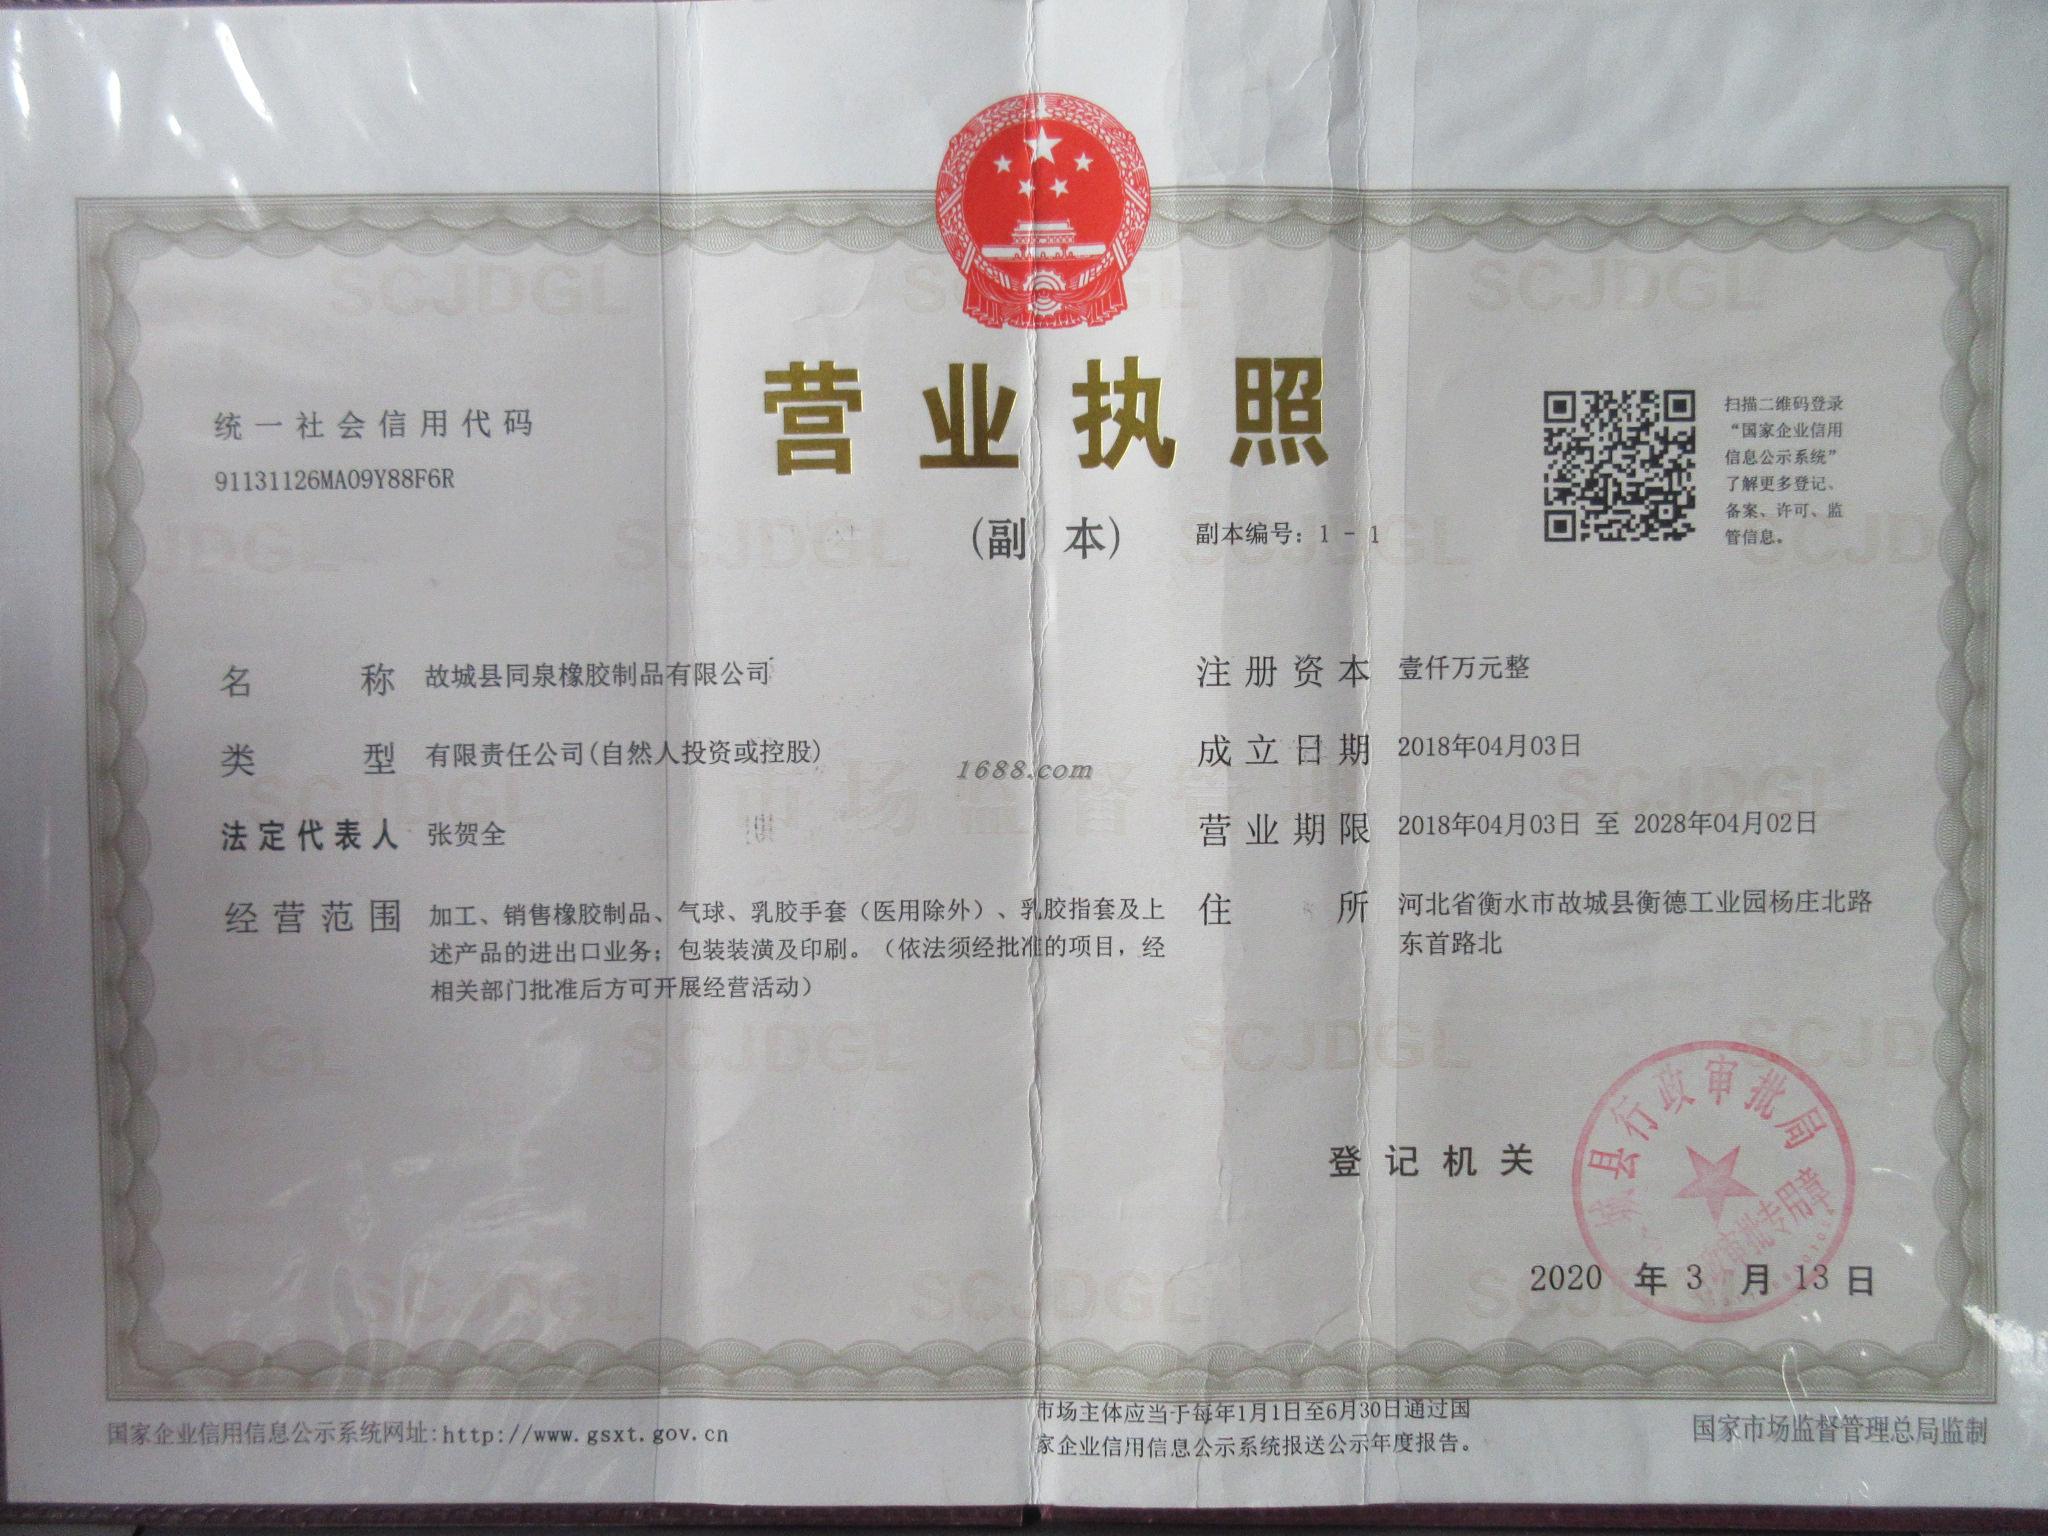 营业执照
(副 本) 副本编号：1 - 1
统一社会信用代码
91131126MA09Y88F6R
扫描二维码登录
“国家企业信用
信息公示系统”
了解更多登记、
备案、许可、监
管信息。
名称 故城县同泉橡胶制品有限公司
类型 有限责任公司(自然人投资或控股)
法定代表人 张贺全
经营范围 加工、销售橡胶制品、气球、乳胶手套（医用除外）、乳胶指套及上
述产品的进出口业务；包装装潢及印刷。（依法须经批准的项目，经
相关部门批准后方可开展经营活动）
注册资本 壹仟万元整
成立日期 2018年04月03日
营业期限 2018年04月03日 至 2028年04月02日
住所 河北省衡水市故城县衡德工业园杨庄北路
东首路北
1688.com
市场监督管理
SCJDGL
登记机关
城县行政审批局
审批专用章
2020 年 3 月 13 日
国家企业信用信息公示系统网址:http://www.gsxt.gov.cn
市场主体应当于每年1月1日至6月30日通过国
家企业信用信息公示系统报送公示年度报告。
国家市场监督管理总局监制